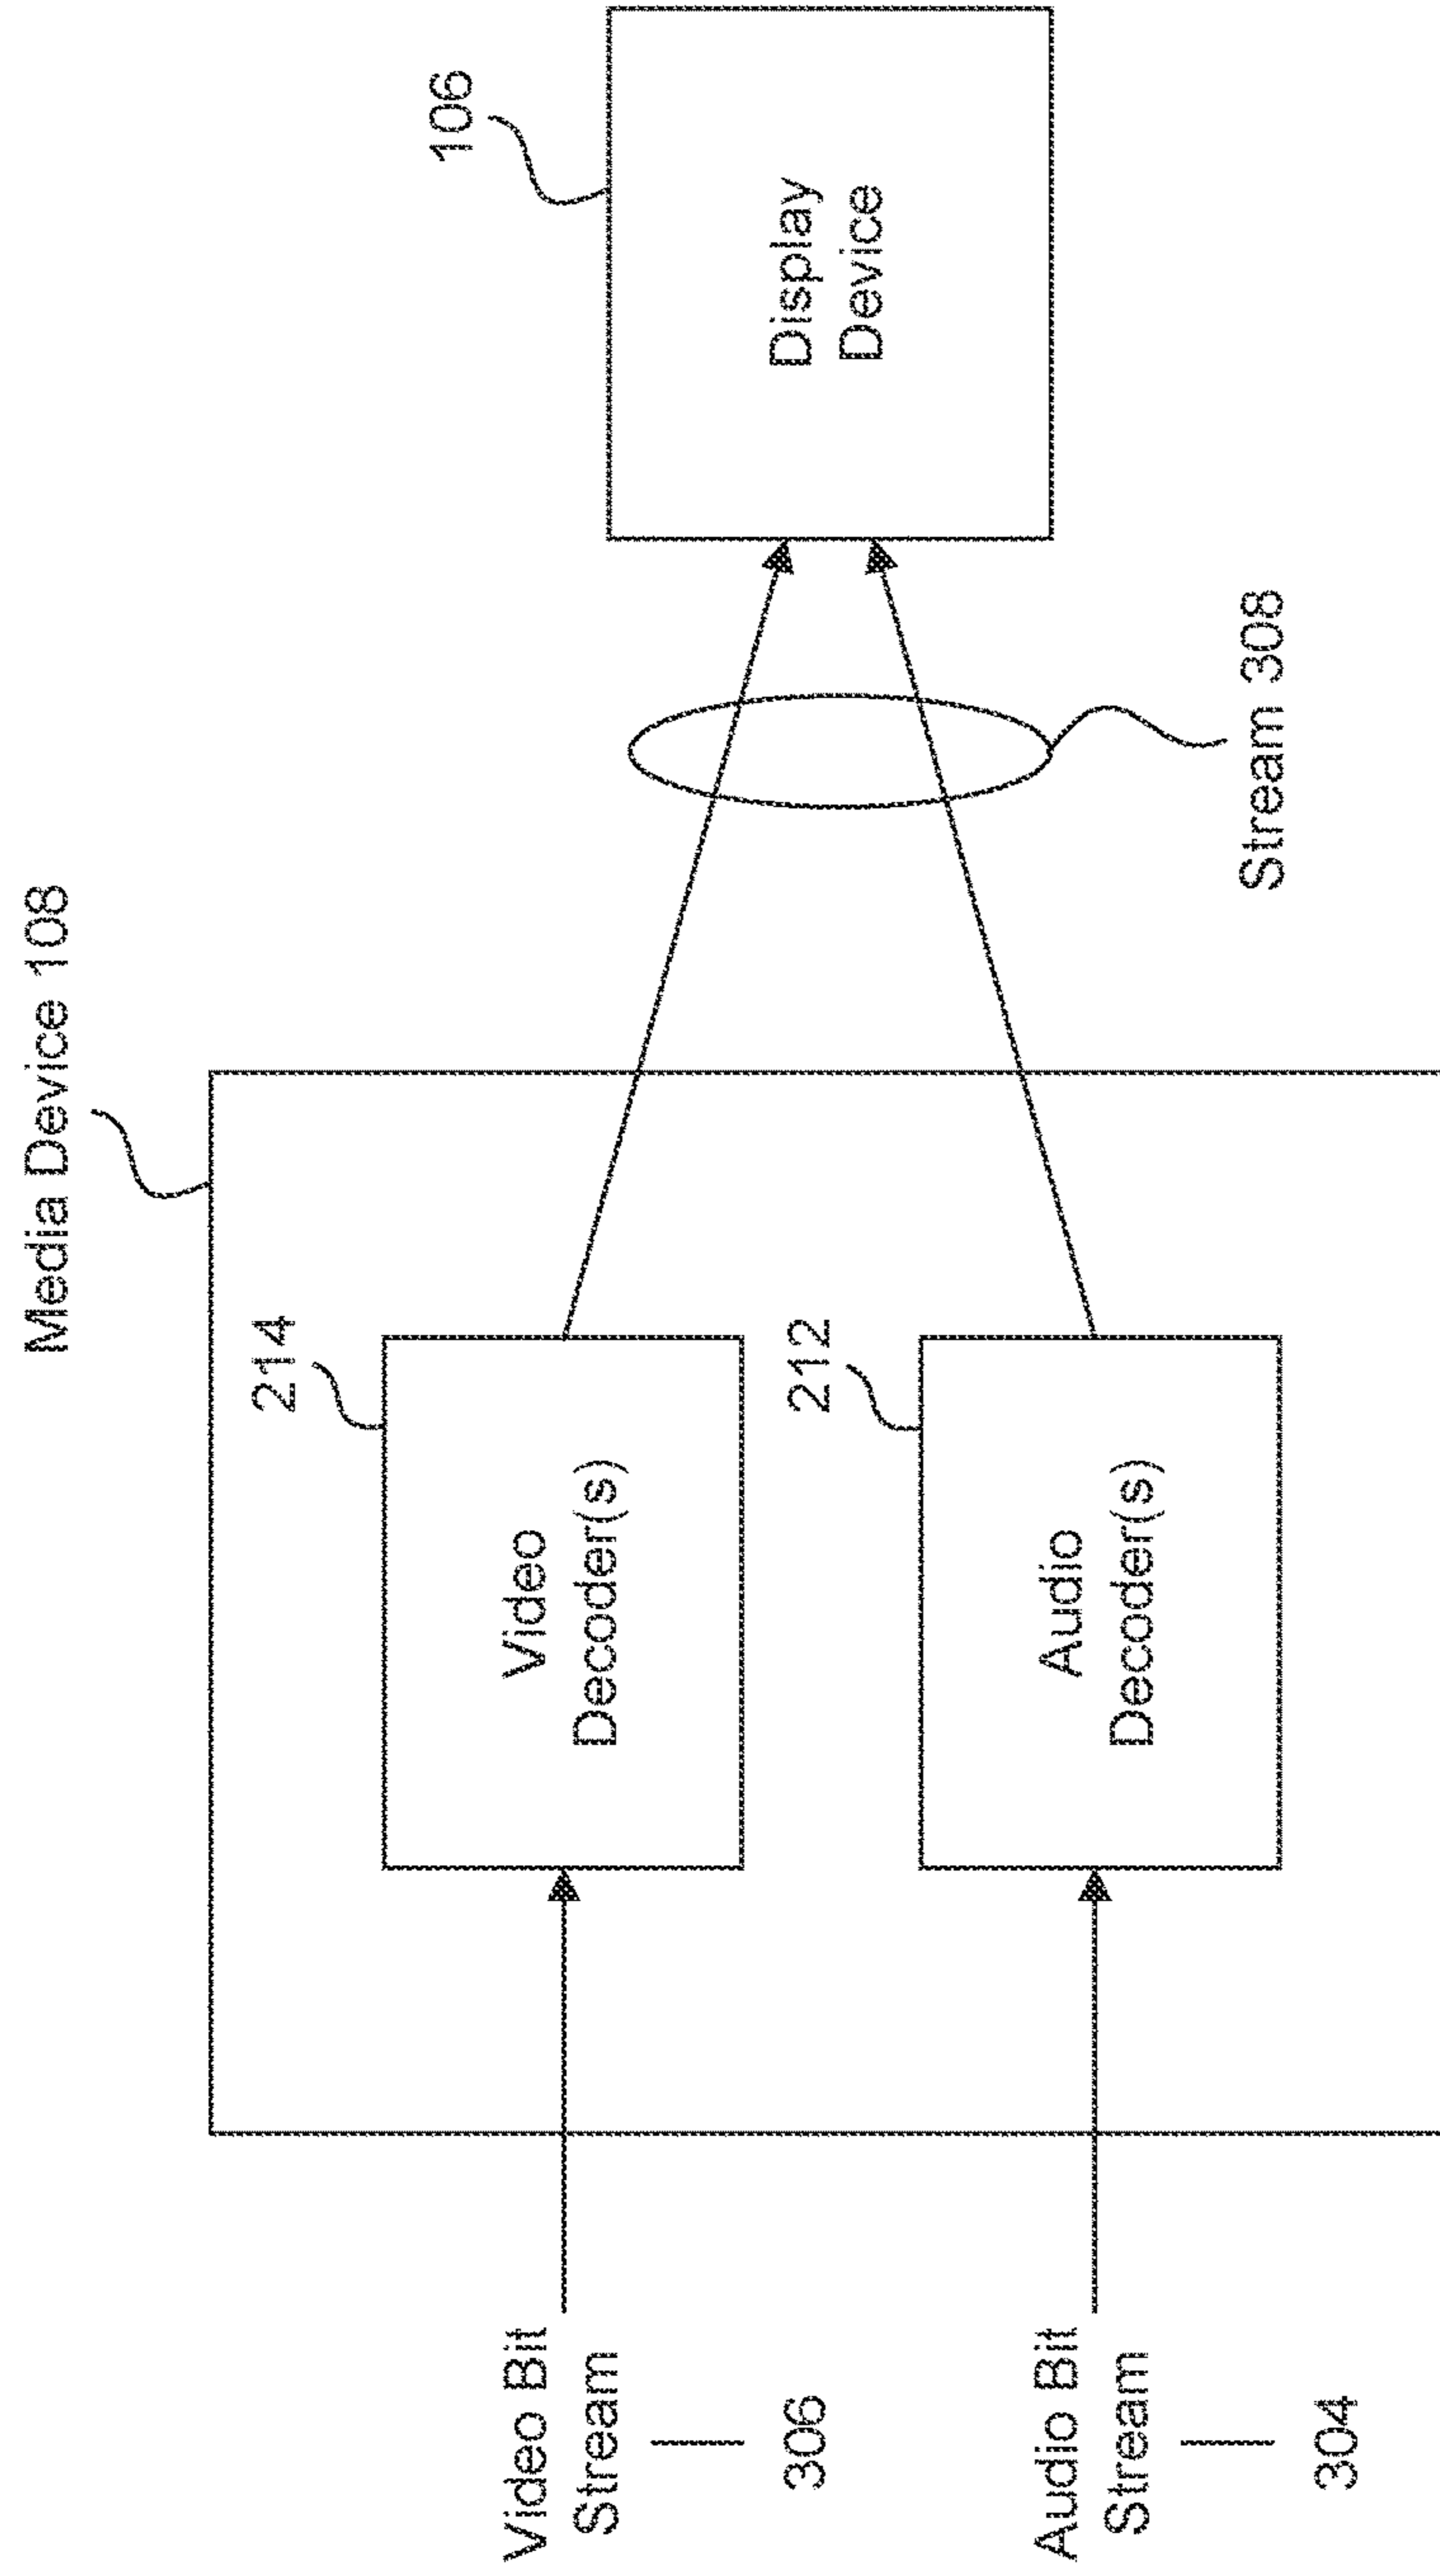 Media Device 108
Video Bit
Stream
306
214
Video
Decoder(s)
Audio Bit
Stream
304
212
Audio
Decoder(s)
Stream 308
106
Display
Device